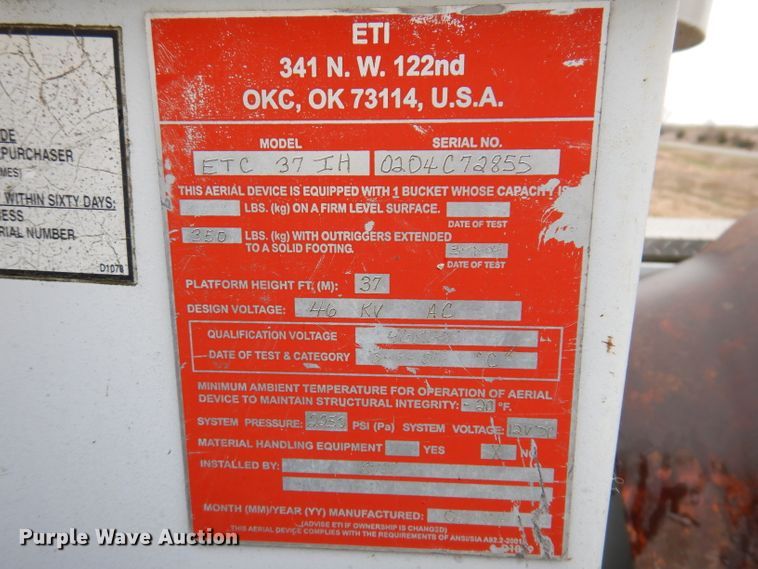 DE
PURCHASER
MES)
WITHIN SIXTY DAYS:
ESS
RIAL NUMBER
D1078
ETI
341 N. W. 122nd
OKC, OK 73114, U.S.A.
MODEL SERIAL NO.
ETC 37 IH 0204C72855
THIS AERIAL DEVICE IS EQUIPPED WITH 1 BUCKET WHOSE CAPACITY IS
LBS. (kg) ON A FIRM LEVEL SURFACE.
DATE OF TEST
350 LBS. (kg) WITH OUTRIGGERS EXTENDED
TO A SOLID FOOTING.
DATE OF TEST
PLATFORM HEIGHT FT. (M): 37
DESIGN VOLTAGE: 46 KV AC
QUALIFICATION VOLTAGE
DATE OF TEST & CATEGORY
MINIMUM AMBIENT TEMPERATURE FOR OPERATION OF AERIAL
DEVICE TO MAINTAIN STRUCTURAL INTEGRITY: -20 °F.
SYSTEM PRESSURE: PSI (Pa) SYSTEM VOLTAGE:
MATERIAL HANDLING EQUIPMENT YES X NO
INSTALLED BY:
MONTH (MM)/YEAR (YY) MANUFACTURED:
(ADVISE ETI IF OWNERSHIP IS CHANGED)
THIS AERIAL DEVICE COMPLIES WITH THE REQUIREMENTS OF ANSI/SIA A92.2-2001
Purple Wave Auction